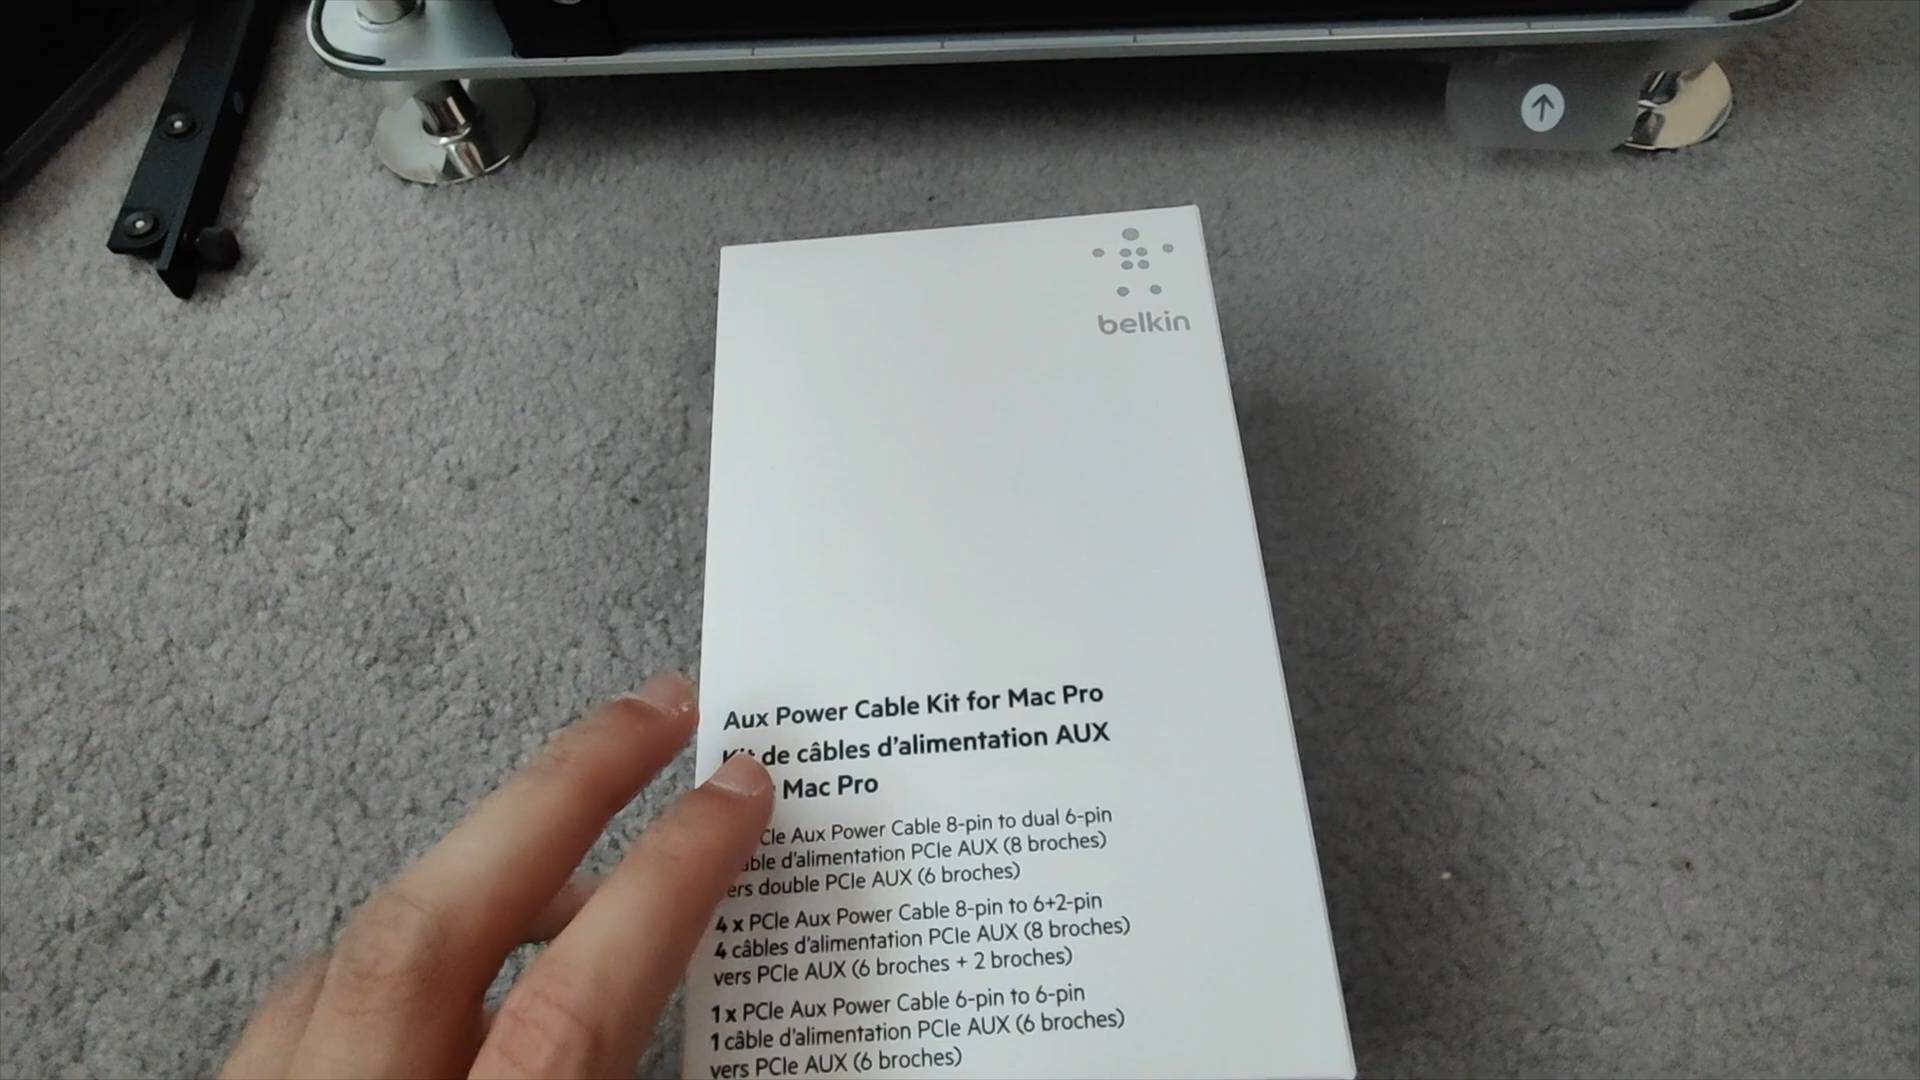 belkin
Aux Power Cable Kit for Mac Pro
de câbles d'alimentation AUX
Mac Pro
Aux Power Cable 8-pin to dual 6-pin
d'alimentation PCIe AUX (8 broches)
double PCIe AUX (6 broches)
4 x PCIe Aux Power Cable 8-pin to 6+2-pin
4 câbles d'alimentation PCIe AUX (8 broches)
vers PCIe AUX (6 broches + 2 broches)
1 x PCIe Aux Power Cable 6-pin to 6-pin
1 câble d'alimentation PCIe AUX (6 broches)
vers PCIe AUX (6 broches)